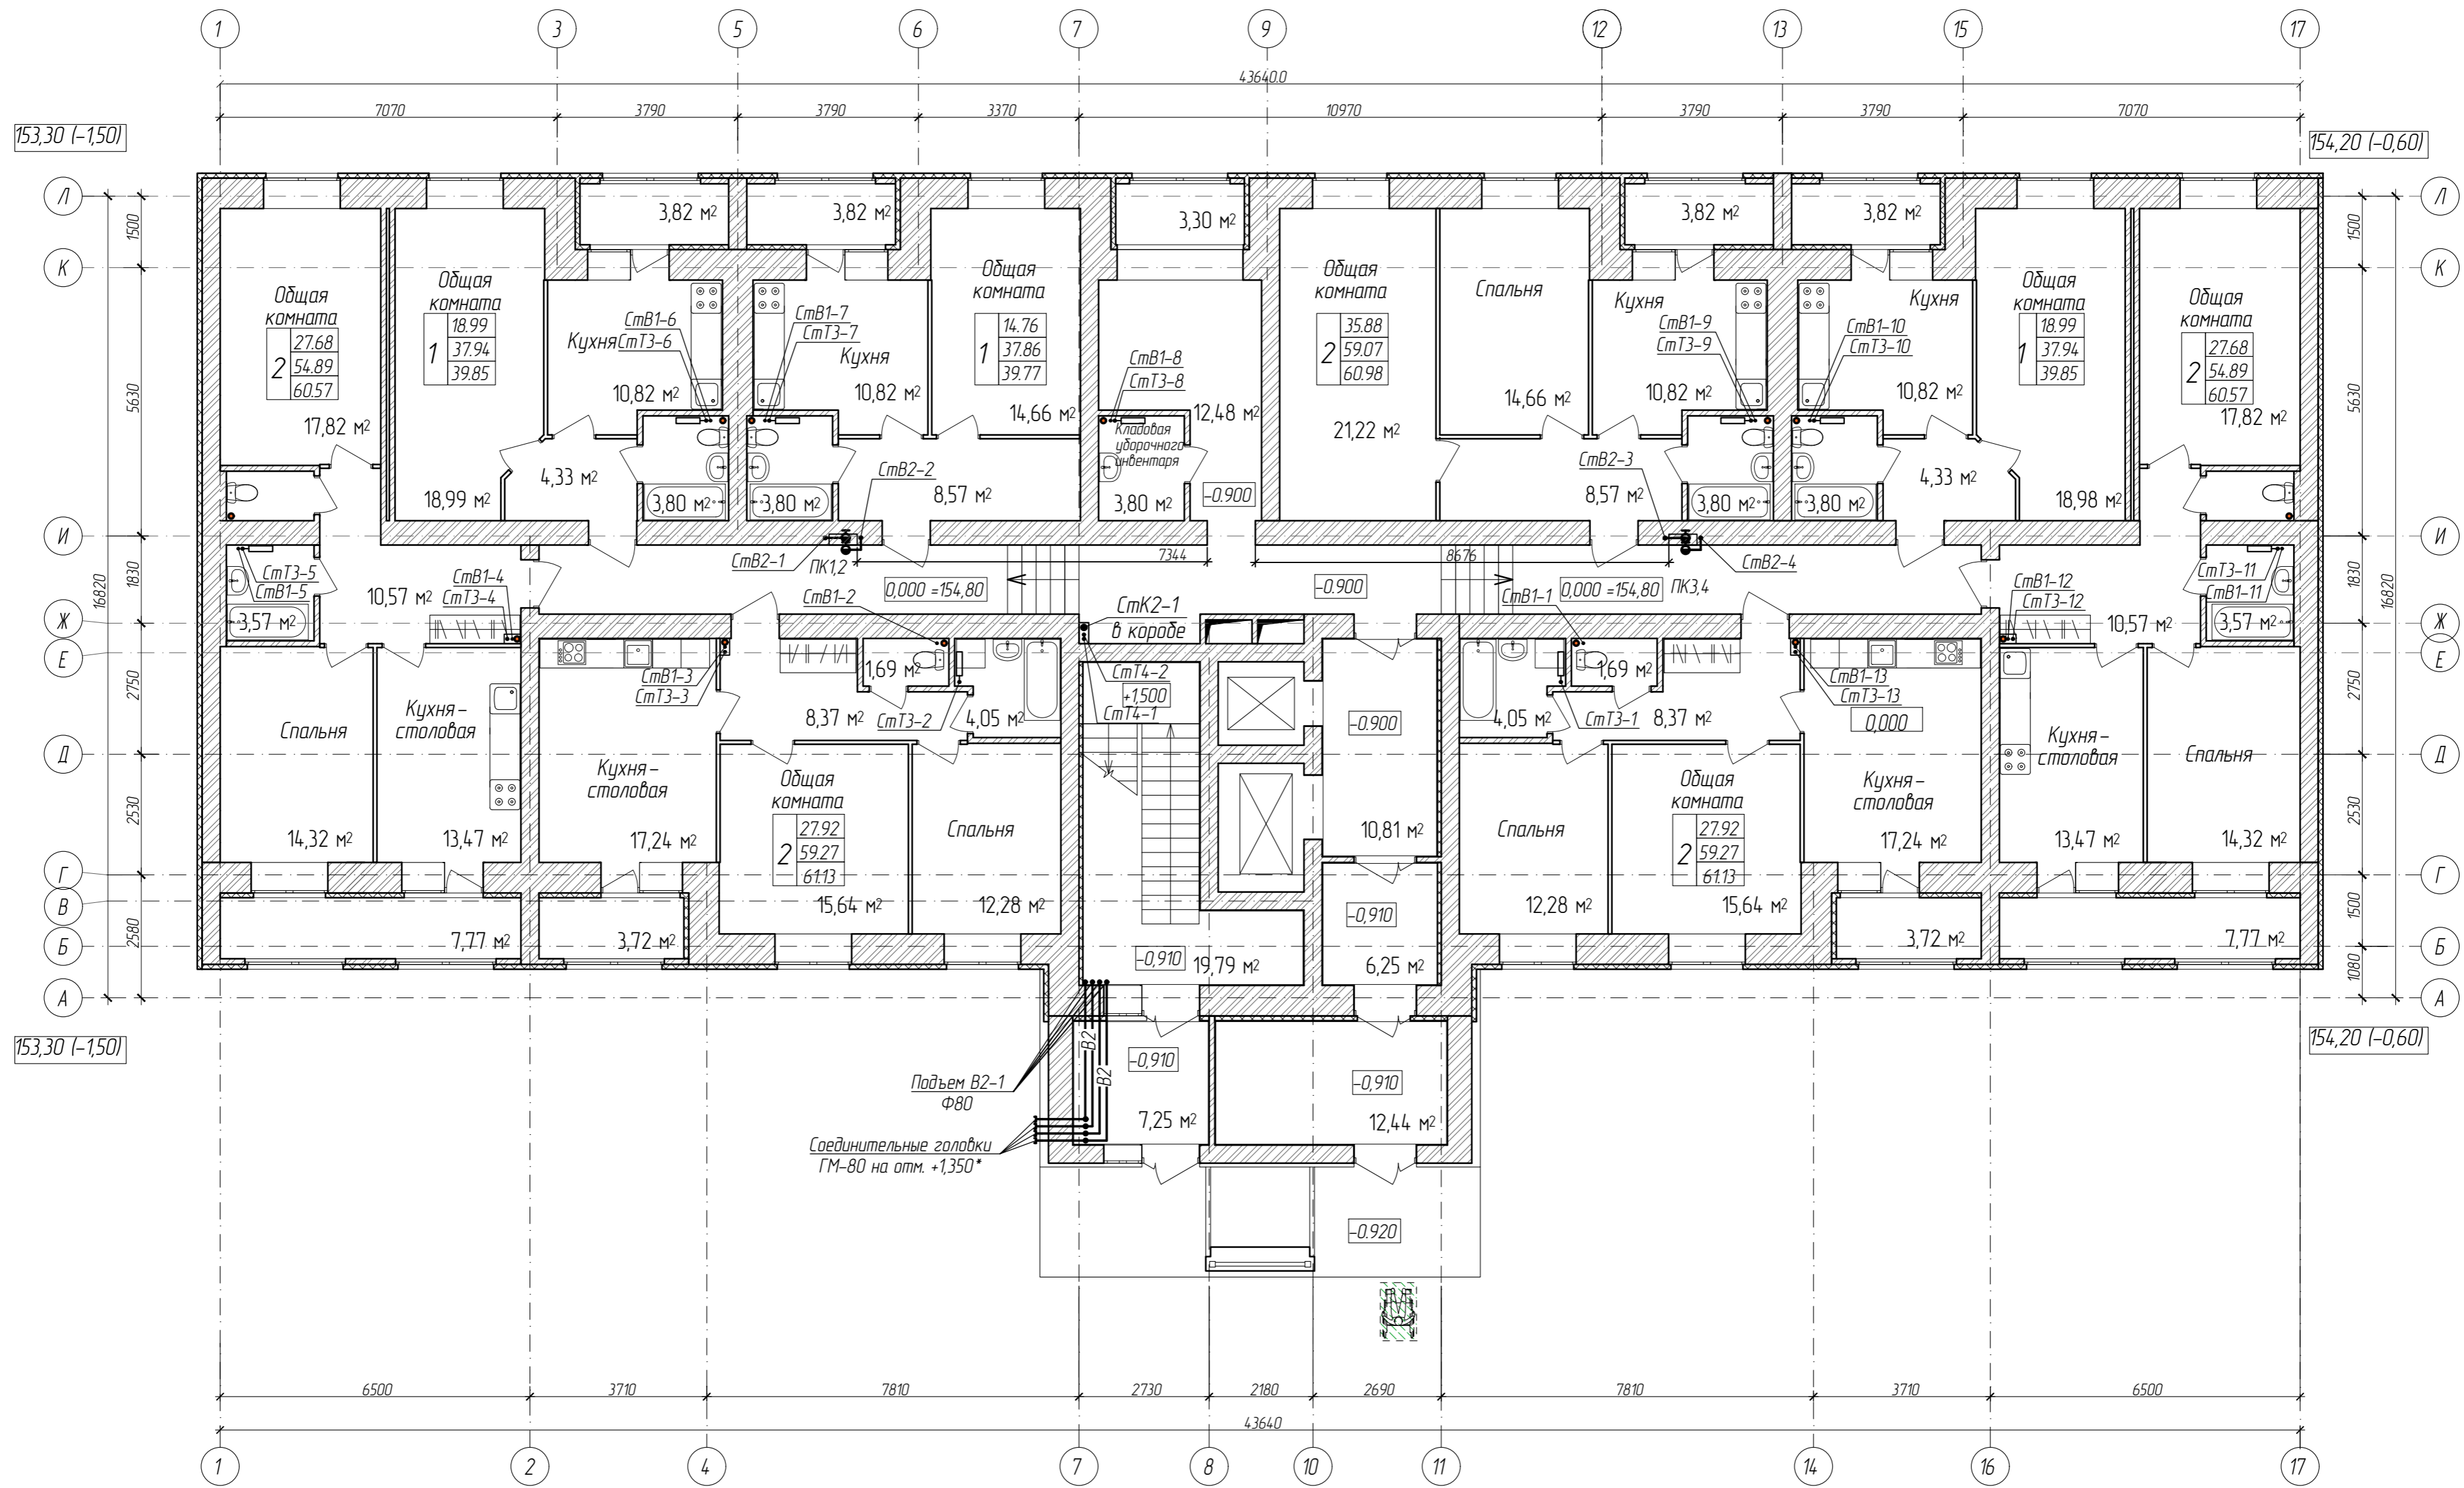 1 3 5 6 7 9 12 13 15 17
43640.0
7070 3790 3790 3370 10970 3790 3790 7070
153,30 (-1,50)
154,20 (-0,60)
Л Л
К К
И И
Ж Ж
Е Е
Д Д
Г Г
В
Б Б
А А
1500
5630
1830
2750
2530
2580
16820
1500
5630
1830
2750
2530
1500
1080
16820
3,82 м²
3,82 м²
3,30 м²
3,82 м²
3,82 м²
Общая
комната
2
27.68
54.89
60.57
17,82 м²
Общая
комната
1
18.99
37.94
39.85
18,99 м²
Кухня
СтВ1-6
СтТ3-6
10,82 м²
4,33 м²
3,80 м²
СтВ1-7
СтТ3-7
Кухня
10,82 м²
3,80 м²
Общая
комната
1
14.76
37.86
39.77
14,66 м²
СтВ2-2
8,57 м²
СтВ1-8
СтТ3-8
12,48 м²
Кладовая
уборочного
инвентаря
3,80 м²
-0.900
Общая
комната
2
35.88
59.07
60.98
21,22 м²
Спальня
14,66 м²
Кухня
СтВ1-9
СтТ3-9
10,82 м²
СтВ2-3
8,57 м²
3,80 м²
Кухня
СтВ1-10
СтТ3-10
10,82 м²
4,33 м²
3,80 м²
Общая
комната
1
18.99
37.94
39.85
18,98 м²
Общая
комната
2
27.68
54.89
60.57
17,82 м²
СтТ3-5
СтВ1-5
3,57 м²
10,57 м²
СтВ1-4
СтТ3-4
СтВ2-1
ПК1,2
7344
0,000 =154,80
СтВ1-2
СтК2-1
в коробе
-0.900
8676
СтВ1-1
0,000 =154,80
ПК3,4
СтВ2-4
СтВ1-12
СтТ3-12
10,57 м²
СтТ3-11
СтВ1-11
3,57 м²
Спальня
14,32 м²
Кухня-
столовая
13,47 м²
СтВ1-3
СтТ3-3
Кухня-
столовая
17,24 м²
1,69 м²
8,37 м²
СтТ3-2
4,05 м²
Общая
комната
2
27.92
59.27
61.13
15,64 м²
Спальня
12,28 м²
СтТ4-2
+1,500
СтТ4-1
-0.900
10,81 м²
-0,910
6,25 м²
-0,910
19,79 м²
4,05 м²
СтТ3-1
1,69 м²
8,37 м²
Спальня
12,28 м²
Общая
комната
2
27.92
59.27
61.13
15,64 м²
СтВ1-13
СтТ3-13
0,000
Кухня-
столовая
17,24 м²
Кухня-
столовая
13,47 м²
Спальня
14,32 м²
7,77 м²
3,72 м²
3,72 м²
7,77 м²
153,30 (-1,50)
154,20 (-0,60)
В2
В2
-0,910
7,25 м²
-0,910
12,44 м²
Подъем В2-1
Ф80
Соединительные головки
ГМ-80 на отм. +1,350*
-0.920
6500 3710 7810 2730 2180 2690 7810 3710 6500
43640
1 2 4 7 8 10 11 14 16 17